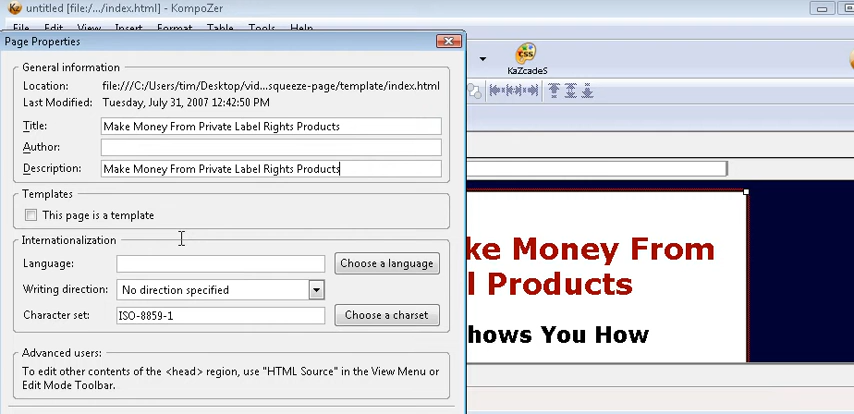 untitled [file:/.../index.html] - KompoZer
File Edit View Insert Format Table Tools Help
Page Properties
KaZcadeS
General information
Location: file:///C:/Users/tim/Desktop/vid...squeeze-page/template/index.html
Last Modified: Tuesday, July 31, 2007 12:42:50 PM
Title: Make Money From Private Label Rights Products
Author:
Description: Make Money From Private Label Rights Products
Templates
This page is a template
Internationalization
Language: Choose a language
Writing direction: No direction specified
Character set: ISO-8859-1 Choose a charset
Advanced users:
To edit other contents of the <head> region, use "HTML Source" in the View Menu or
Edit Mode Toolbar.
ke Money From
l Products
hows You How